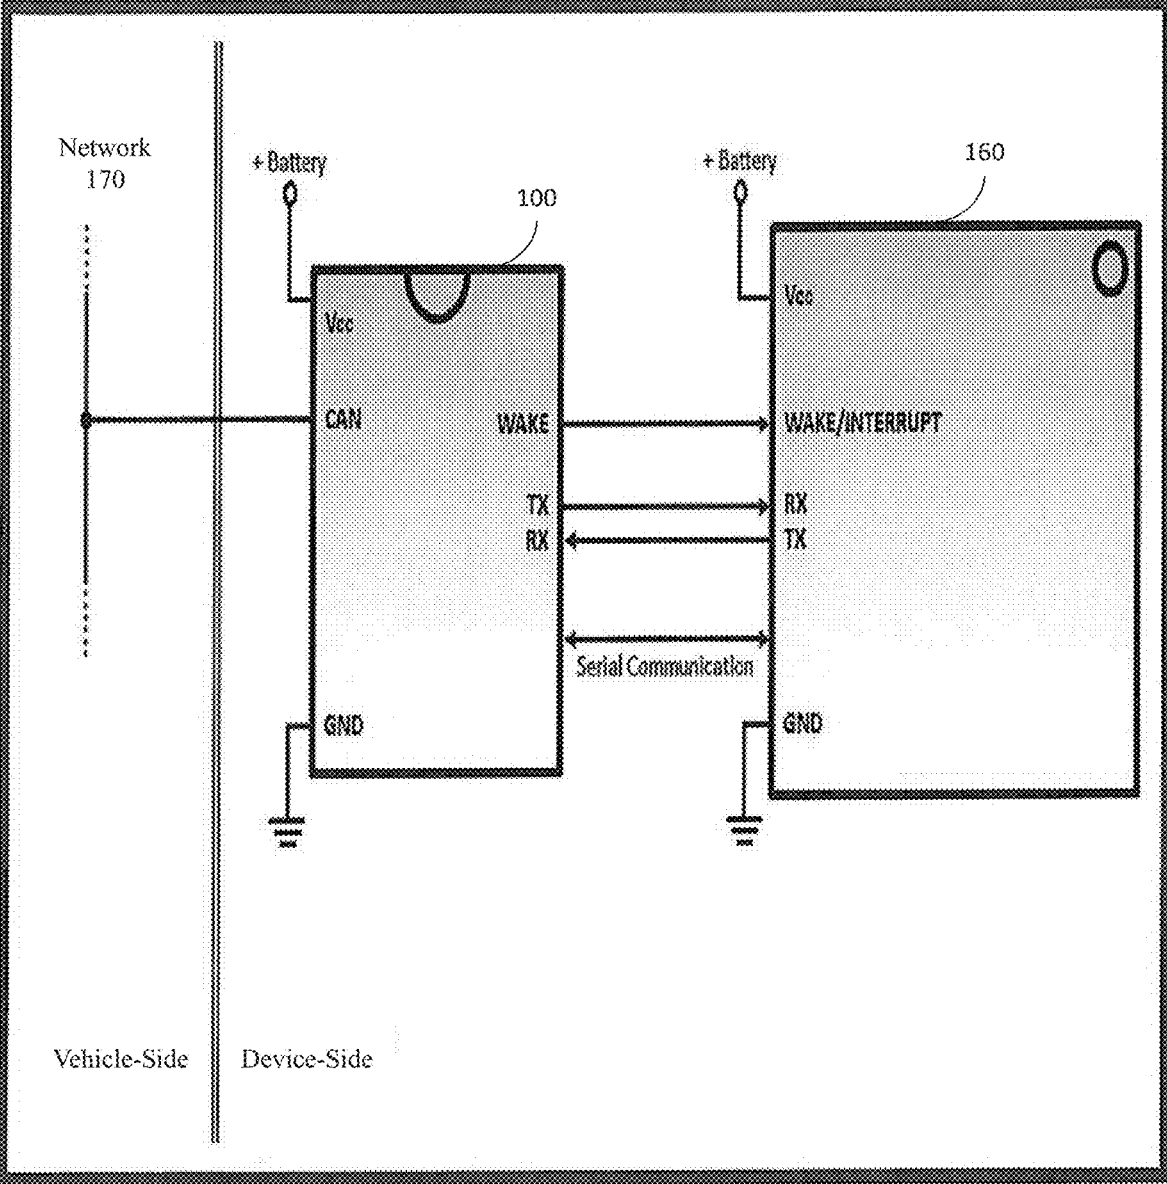 Network
170
+ Battery
100
+ Battery
160
Vcc
Vcc
CAN
WAKE
WAKE/INTERRUPT
TX
RX
RX
TX
Serial Communication
GND
GND
Vehicle-Side
Device-Side